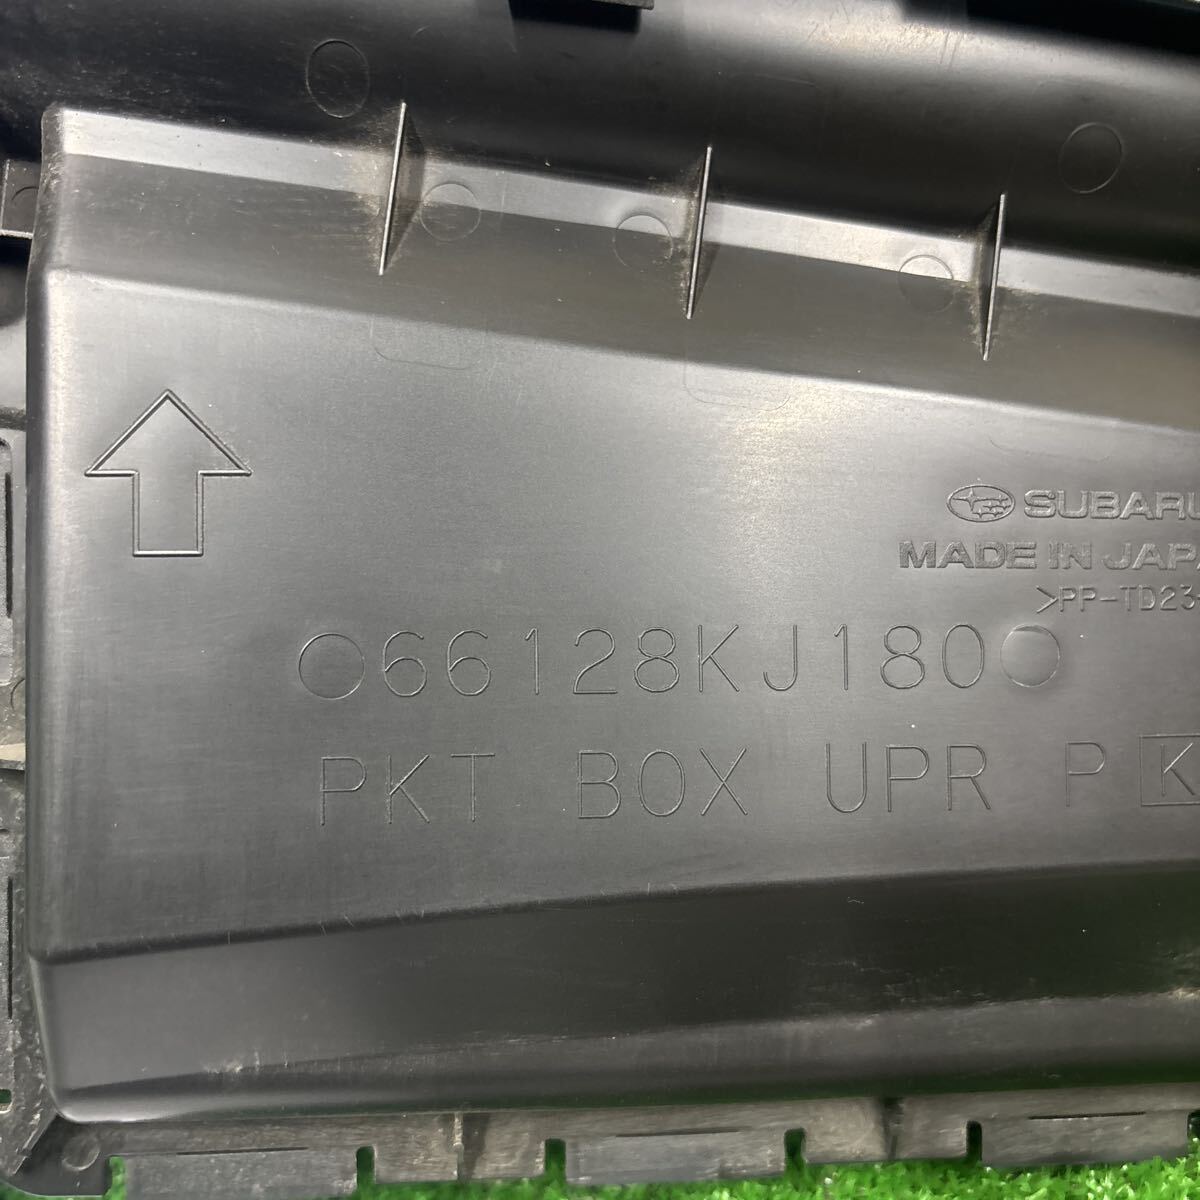 SUBARU
MADE IN JAPA
>PP-TD23
66128KJ180
PKT BOX UPR P K